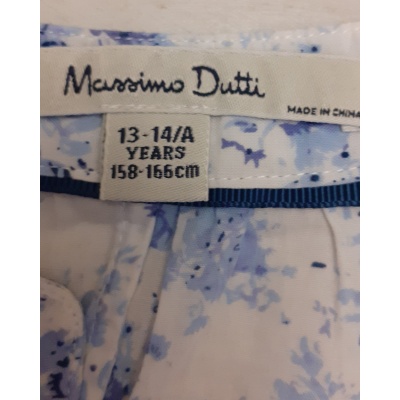 Massimo Dutti
MADE IN CHINA
13-14/A
YEARS
158-166cm